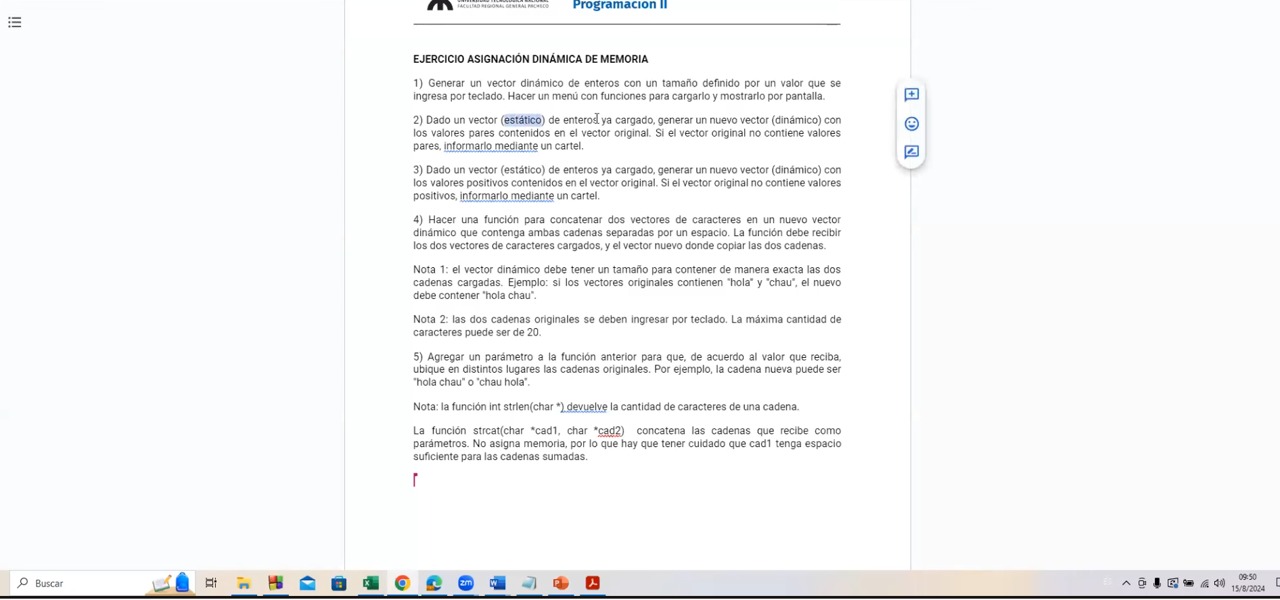 UNIVERSIDAD TECNOLÓGICA NACIONAL
FACULTAD REGIONAL GENERAL PACHECO
Programación II
EJERCICIO ASIGNACIÓN DINÁMICA DE MEMORIA
1) Generar un vector dinámico de enteros con un tamaño definido por un valor que se
ingresa por teclado. Hacer un menú con funciones para cargarlo y mostrarlo por pantalla.
2) Dado un vector (estático) de enteros ya cargado, generar un nuevo vector (dinámico) con
los valores pares contenidos en el vector original. Si el vector original no contiene valores
pares, informarlo mediante un cartel.
3) Dado un vector (estático) de enteros ya cargado, generar un nuevo vector (dinámico) con
los valores positivos contenidos en el vector original. Si el vector original no contiene valores
positivos, informarlo mediante un cartel.
4) Hacer una función para concatenar dos vectores de caracteres en un nuevo vector
dinámico que contenga ambas cadenas separadas por un espacio. La función debe recibir
los dos vectores de caracteres cargados, y el vector nuevo donde copiar las dos cadenas.
Nota 1: el vector dinámico debe tener un tamaño para contener de manera exacta las dos
cadenas cargadas. Ejemplo: si los vectores originales contienen "hola" y "chau", el nuevo
debe contener "hola chau".
Nota 2: las dos cadenas originales se deben ingresar por teclado. La máxima cantidad de
caracteres puede ser de 20.
5) Agregar un parámetro a la función anterior para que, de acuerdo al valor que reciba,
ubique en distintos lugares las cadenas originales. Por ejemplo, la cadena nueva puede ser
"hola chau" o "chau hola".
Nota: la función int strlen(char *) devuelve la cantidad de caracteres de una cadena.
La función strcat(char *cad1, char *cad2) concatena las cadenas que recibe como
parámetros. No asigna memoria, por lo que hay que tener cuidado que cad1 tenga espacio
suficiente para las cadenas sumadas.
Buscar
09:50
15/8/2024